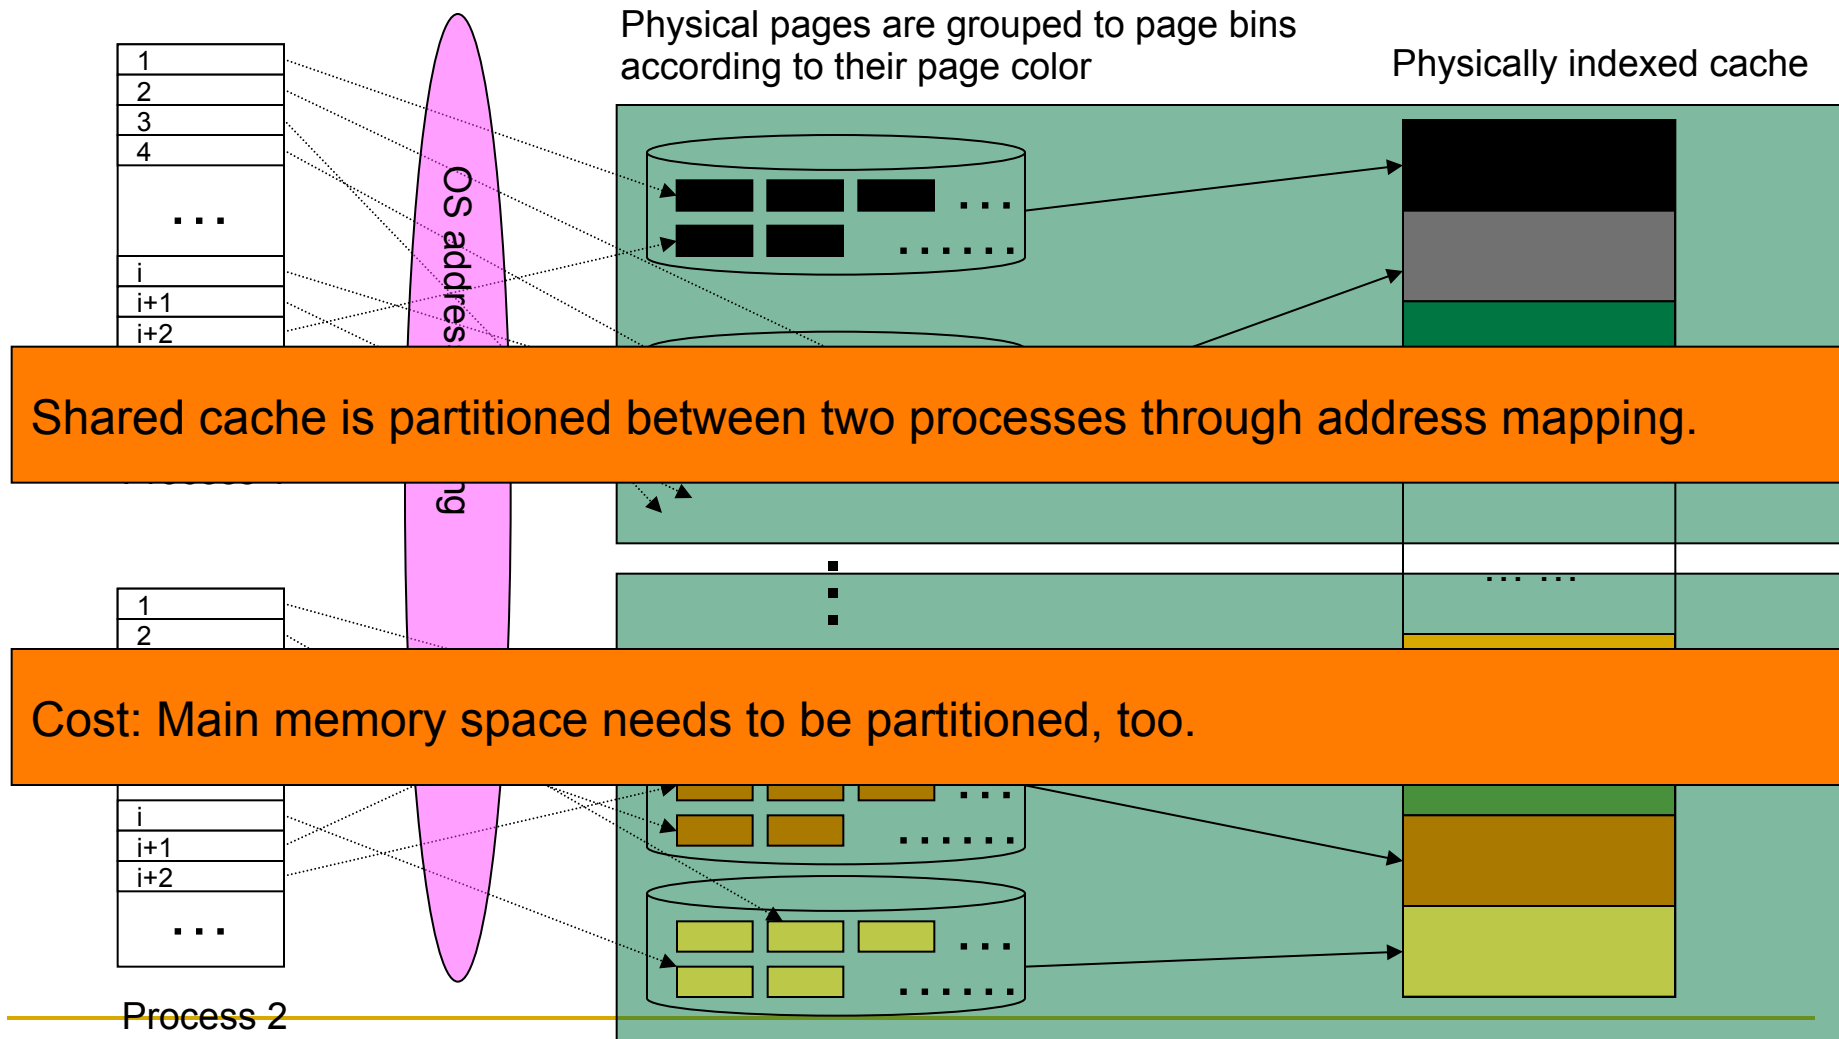 Physical pages are grouped to page bins
according to their page color
Physically indexed cache
1
2
3
4
...
i
i+1
i+2
OS addres
ng
... 
......
Shared cache is partitioned between two processes through address mapping.
... ...
1
2
Cost: Main memory space needs to be partitioned, too.
i
i+1
i+2
...
...
......
...
......
Process 2